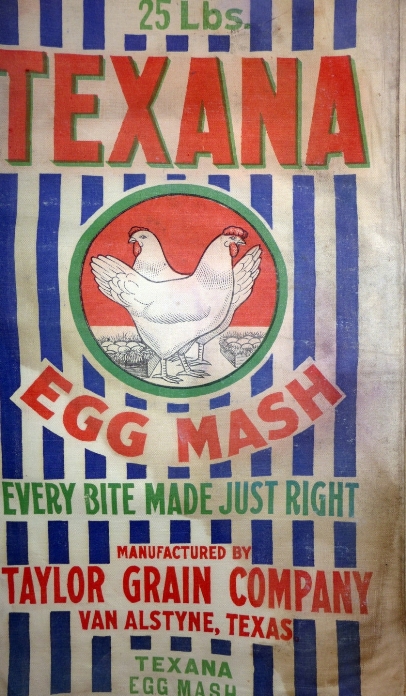 25 Lbs.
TEXANA
EGG MASH
EVERY BITE MADE JUST RIGHT
MANUFACTURED BY
TAYLOR GRAIN COMPANY
VAN ALSTYNE, TEXAS
TEXANA
EGG MASH